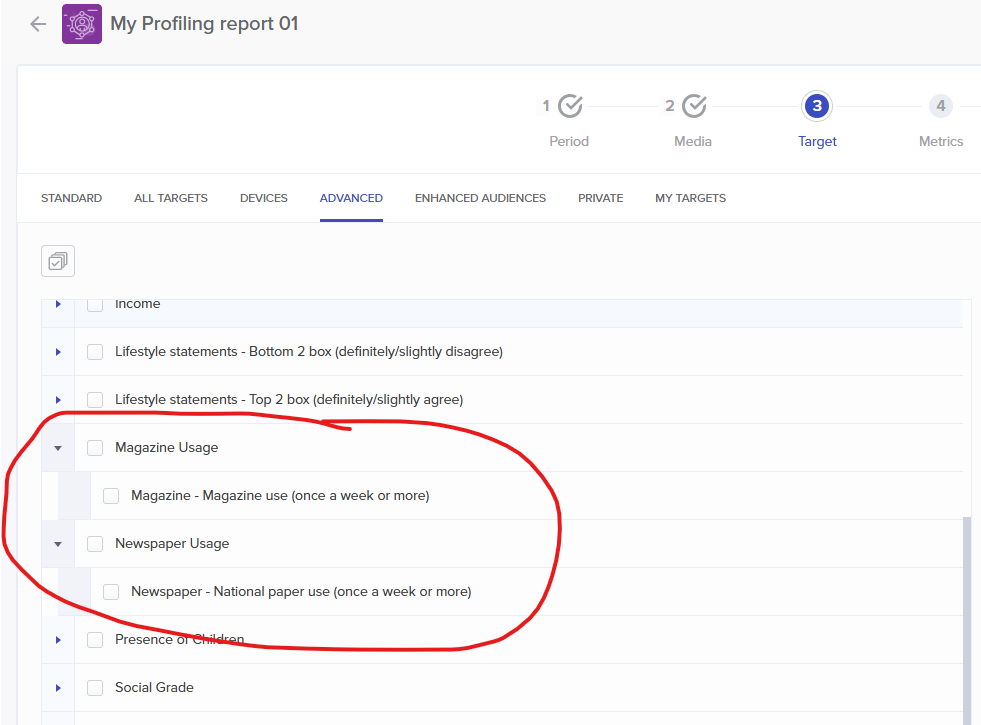 My Profiling report 01
1
2
3
4
Period
Media
Target
Metrics
STANDARD ALL TARGETS DEVICES ADVANCED ENHANCED AUDIENCES PRIVATE MY TARGETS
Income
Lifestyle statements - Bottom 2 box (definitely/slightly disagree)
Lifestyle statements - Top 2 box (definitely/slightly agree)
Magazine Usage
Magazine - Magazine use (once a week or more)
Newspaper Usage
Newspaper - National paper use (once a week or more)
Presence of Children
Social Grade